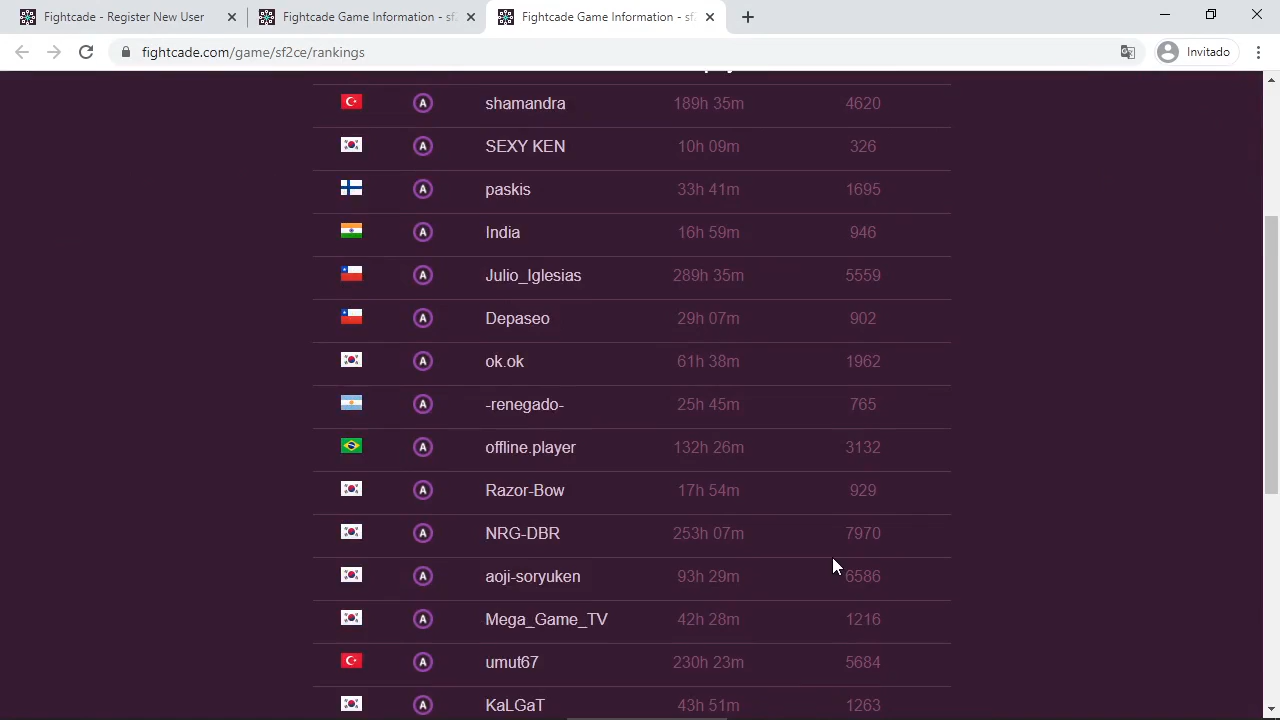 Fightcade - Register New User
Fightcade Game Information - sf
Fightcade Game Information - sf
fightcade.com/game/sf2ce/rankings
Invitado
A shamandra 189h 35m 4620
A SEXY KEN 10h 09m 326
A paskis 33h 41m 1695
A India 16h 59m 946
A Julio_Iglesias 289h 35m 5559
A Depaseo 29h 07m 902
A ok.ok 61h 38m 1962
A -renegado- 25h 45m 765
A offline.player 132h 26m 3132
A Razor-Bow 17h 54m 929
A NRG-DBR 253h 07m 7970
A aoji-soryuken 93h 29m 6586
A Mega_Game_TV 42h 28m 1216
A umut67 230h 23m 5684
A KaLGaT 43h 51m 1263